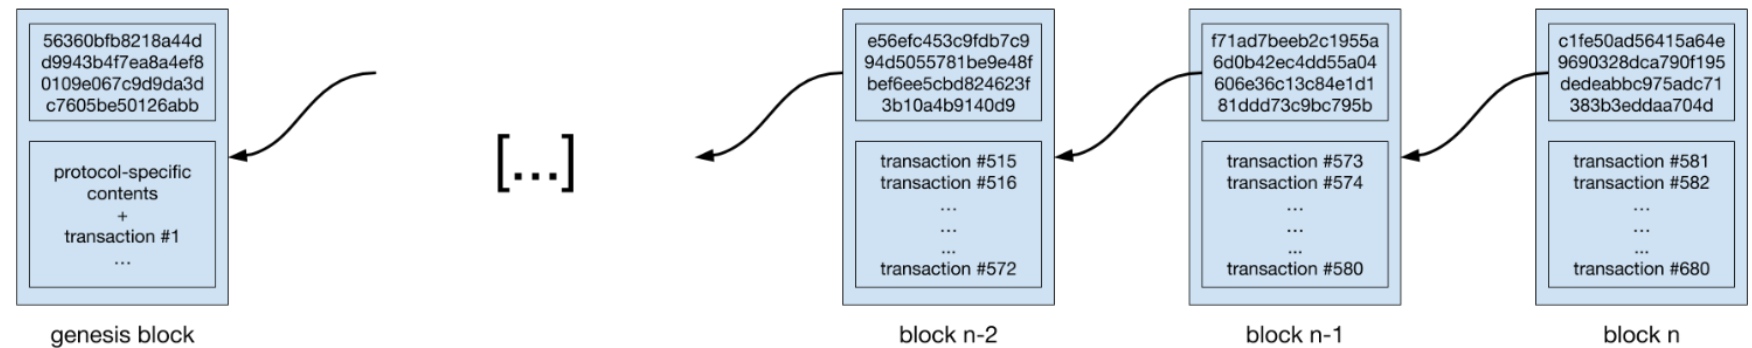 56360bfb8218a44d
d9943b4f7ea8a4ef8
0109e067c9d9da3d
c7605be50126abb
protocol-specific
contents
+
transaction #1
...
genesis block
[...]
e56efc453c9fdb7c9
94d5055781be9e48f
bef6ee5cbd824623f
3b10a4b9140d9
transaction #515
transaction #516
...
...
...
transaction #572
block n-2
f71ad7beeb2c1955a
6d0b42ec4dd55a04
606e36c13c84e1d1
81ddd73c9bc795b
transaction #573
transaction #574
...
...
...
transaction #580
block n-1
c1fe50ad56415a64e
9690328dca790f195
dedeabbc975adc71
383b3eddaa704d
transaction #581
transaction #582
...
...
...
transaction #680
block n